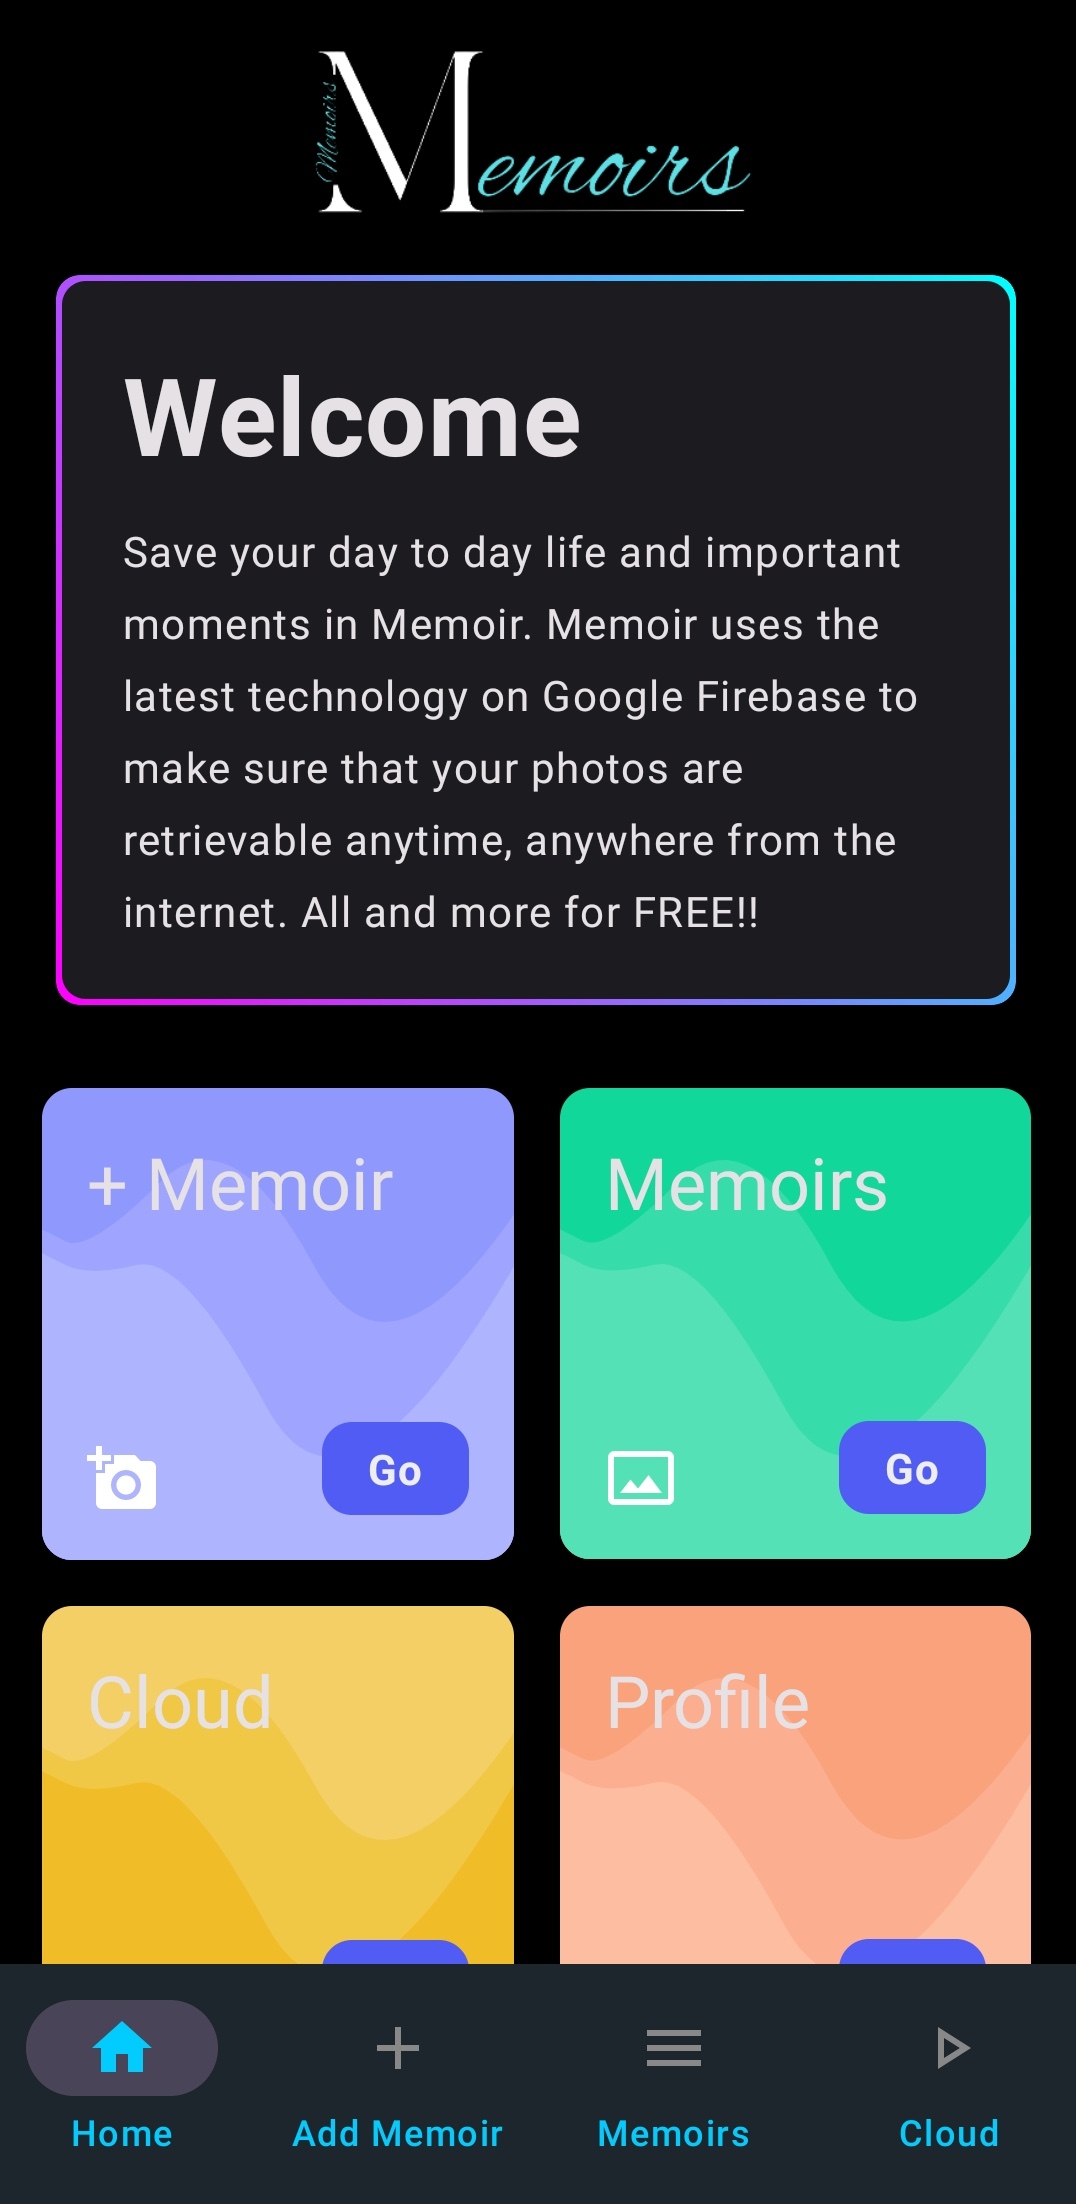 Memoirs
Memoirs
Welcome
Save your day to day life and important
moments in Memoir. Memoir uses the
latest technology on Google Firebase to
make sure that your photos are
retrievable anytime, anywhere from the
internet. All and more for FREE!!
+ Memoir
Go
Memoirs
Go
Cloud
Profile
Home
Add Memoir
Memoirs
Cloud